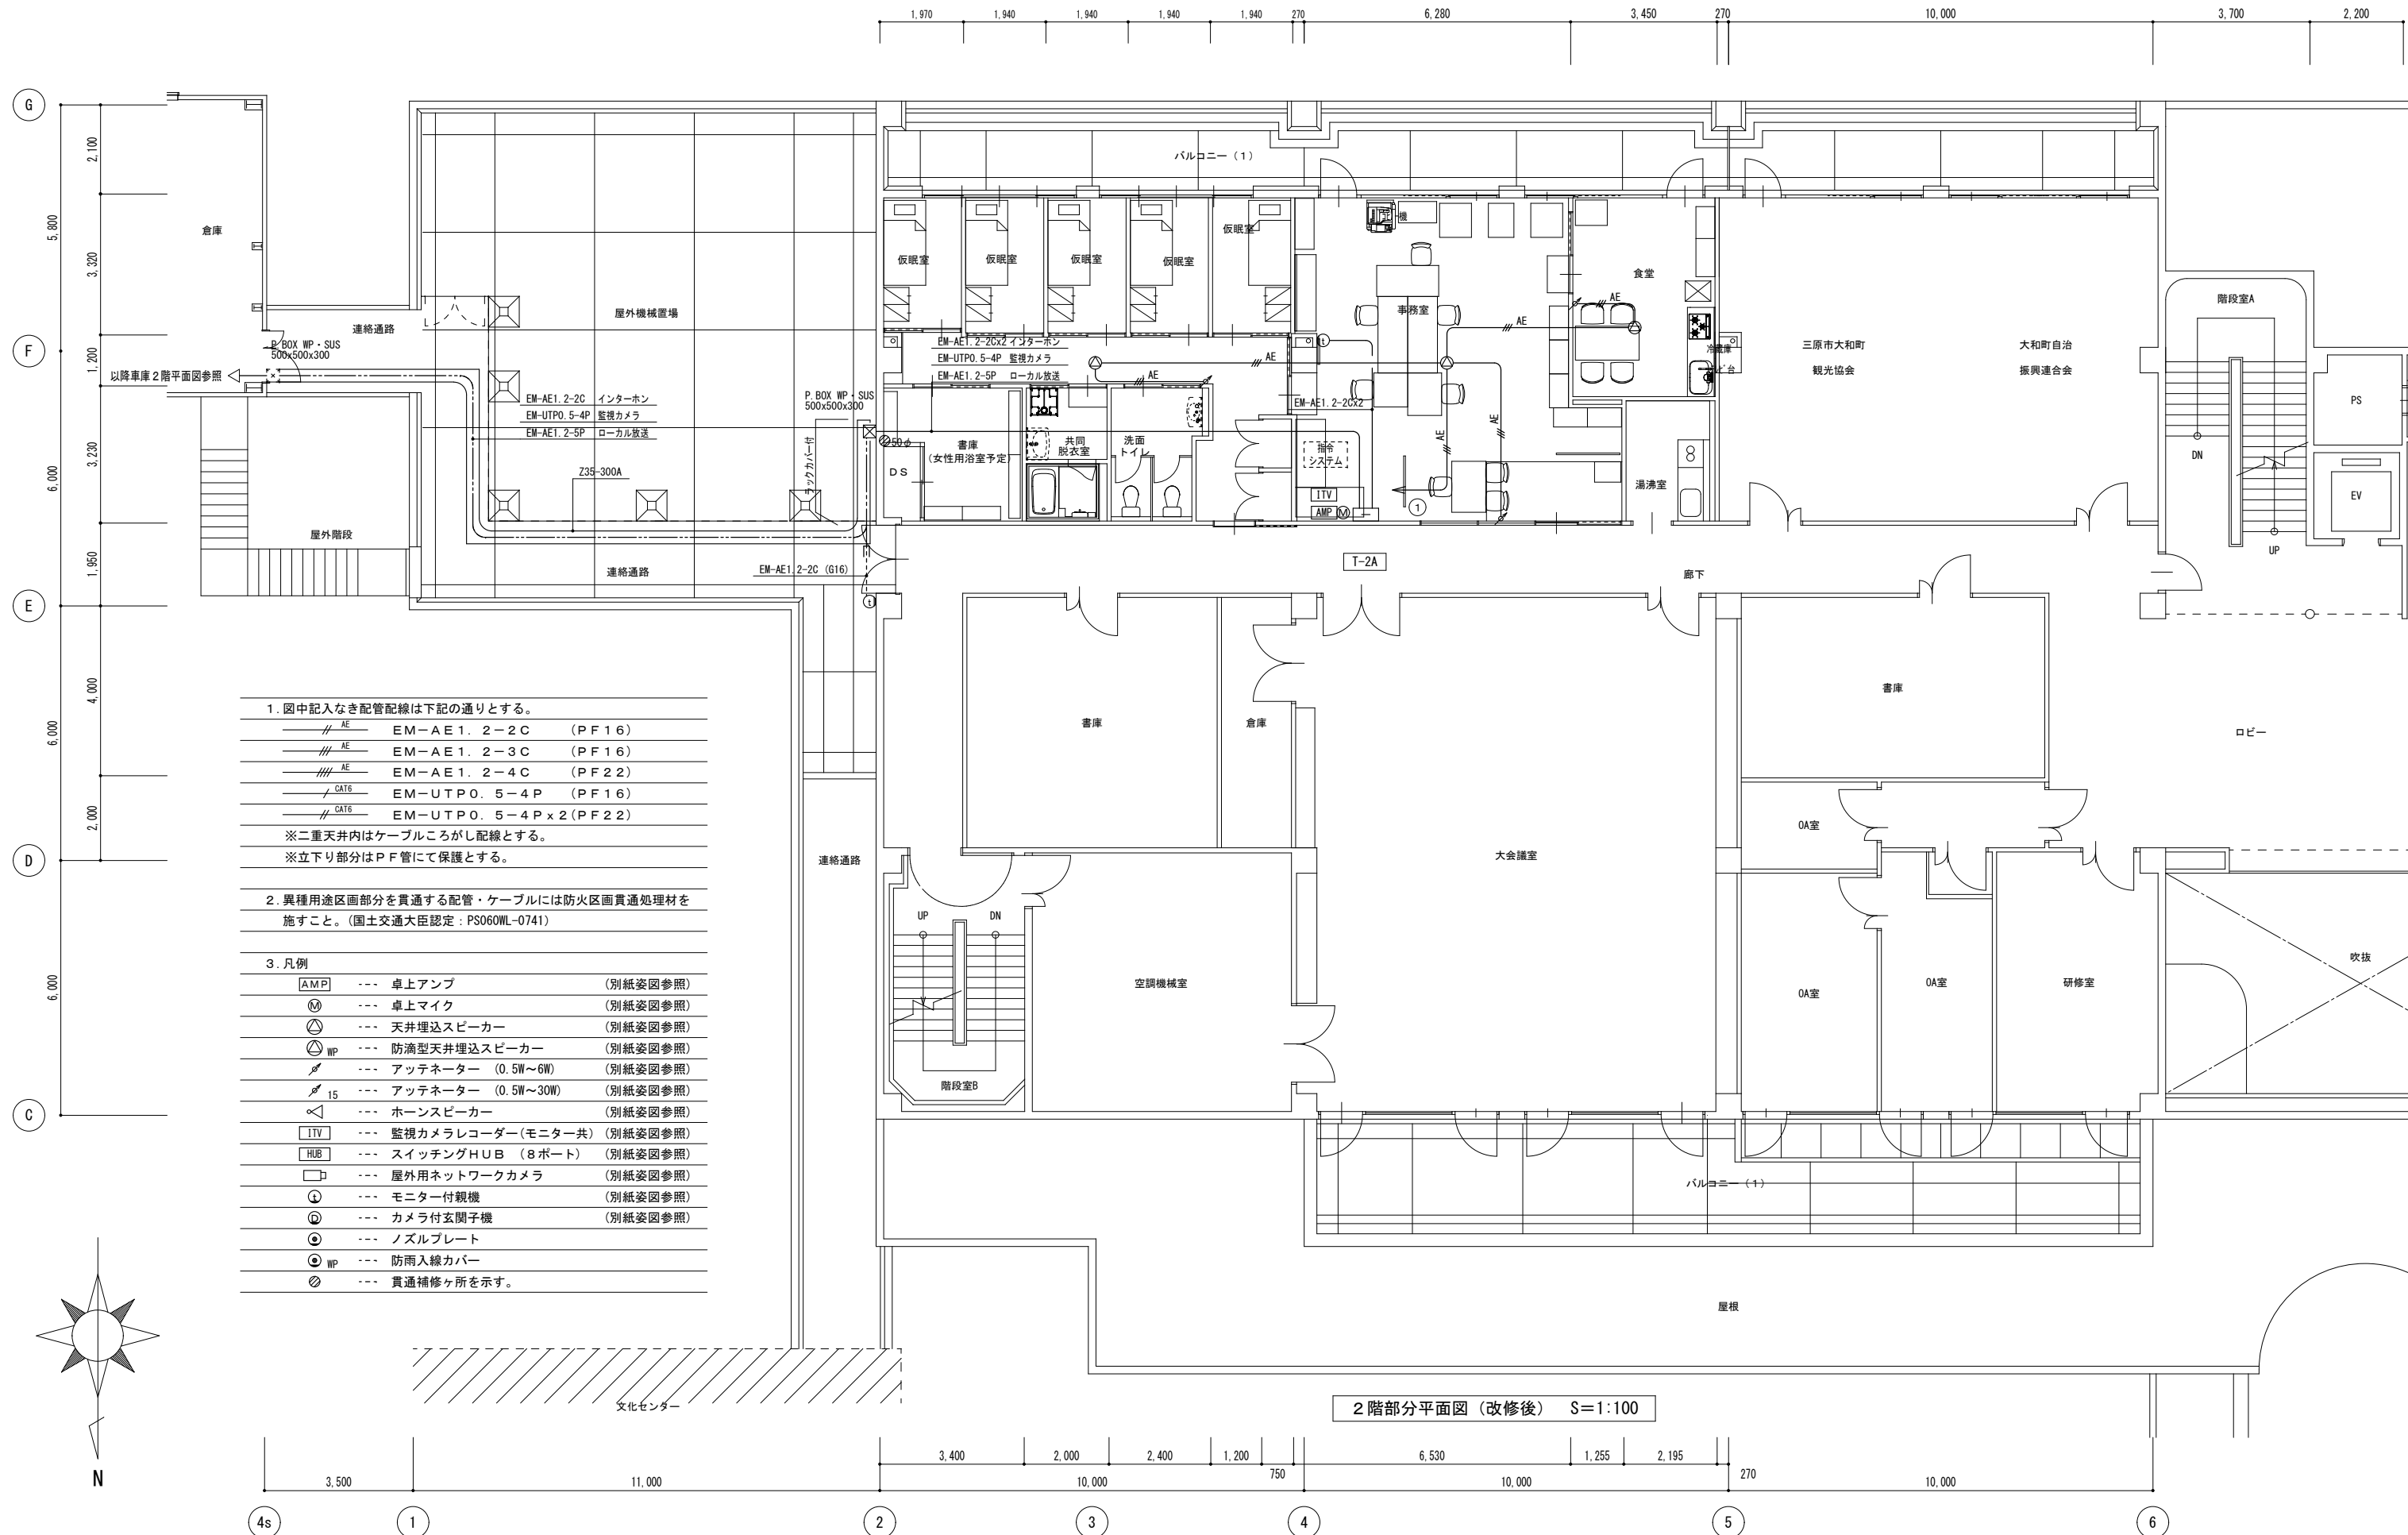 1,970 1,940 1,940 1,940 1,940 270 6,280 3,450 270 10,000 3,700 2,200
G
2,100
5,800
3,320
F
1,200
3,230
6,000
1,950
E
4,000
6,000
2,000
D
6,000
C
倉庫
連絡通路
P.BOX WP・SUS
500x500x300
以降車庫2階平面図参照
屋外機械置場
EM-AE1.2-2C インターホン
EM-UTP0.5-4P 監視カメラ
EM-AE1.2-5P ローカル放送
Z35-300A
P.BOX WP・SUS
500x500x300
ラックカバー付
屋外階段
連絡通路
EM-AE1.2-2C (G16)
t
バルコニー(1)
仮眠室
仮眠室
仮眠室
仮眠室
仮眠室
EM-AE1.2-2Cx2 インターホン
EM-UTP0.5-4P 監視カメラ
EM-AE1.2-5P ローカル放送
AE
AE
50φ
DS
書庫
(女性用浴室予定)
共同
脱衣室
洗面
トイレ
事務室
t
AE
AE
AE
AE
EM-AE1.2-2Cx2
指令
システム
ITV
AMP M
1
食堂
冷蔵庫
湯沸室
三原市大和町
観光協会
大和町自治
振興連合会
階段室A
DN
UP
PS
EV
T-2A
廊下
書庫
倉庫
大会議室
書庫
ロビー
OA室
OA室
OA室
研修室
吹抜
連絡通路
UP DN
階段室B
空調機械室
バルコニー(1)
屋根
文化センター
1.図中記入なき配管配線は下記の通りとする。
AE EM-AE1.2-2C (PF16)
AE EM-AE1.2-3C (PF16)
AE EM-AE1.2-4C (PF22)
CAT6 EM-UTP0.5-4P (PF16)
CAT6 EM-UTP0.5-4Px2(PF22)
※二重天井内はケーブルころがし配線とする。
※立下り部分はPF管にて保護とする。
2.異種用途区画部分を貫通する配管・ケーブルには防火区画貫通処理材を
施すこと。(国土交通大臣認定:PS060WL-0741)
3.凡例
AMP --- 卓上アンプ (別紙姿図参照)
M --- 卓上マイク (別紙姿図参照)
--- 天井埋込スピーカー (別紙姿図参照)
WP --- 防滴型天井埋込スピーカー (別紙姿図参照)
--- アッテネーター (0.5W~6W) (別紙姿図参照)
15 --- アッテネーター (0.5W~30W) (別紙姿図参照)
--- ホーンスピーカー (別紙姿図参照)
ITV --- 監視カメラレコーダー(モニター共) (別紙姿図参照)
HUB --- スイッチングHUB (8ポート) (別紙姿図参照)
--- 屋外用ネットワークカメラ (別紙姿図参照)
t --- モニター付親機 (別紙姿図参照)
D --- カメラ付玄関子機 (別紙姿図参照)
--- ノズルプレート
WP --- 防雨入線カバー
--- 貫通補修ヶ所を示す。
N
2階部分平面図(改修後) S=1:100
3,400 2,000 2,400 1,200 750 6,530 1,255 2,195 270
3,500 11,000 10,000 10,000 10,000
4s 1 2 3 4 5 6